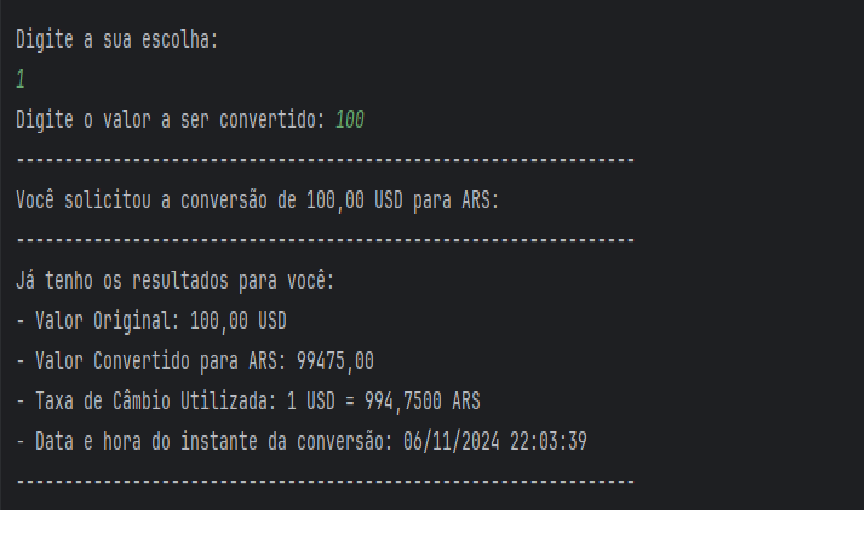 Digite a sua escolha:
1
Digite o valor a ser convertido: 100
----------------------------------------------------------------
Você solicitou a conversão de 100,00 USD para ARS:
----------------------------------------------------------------
Já tenho os resultados para você:
- Valor Original: 100,00 USD
- Valor Convertido para ARS: 99475,00
- Taxa de Câmbio Utilizada: 1 USD = 994,7500 ARS
- Data e hora do instante da conversão: 06/11/2024 22:03:39
----------------------------------------------------------------